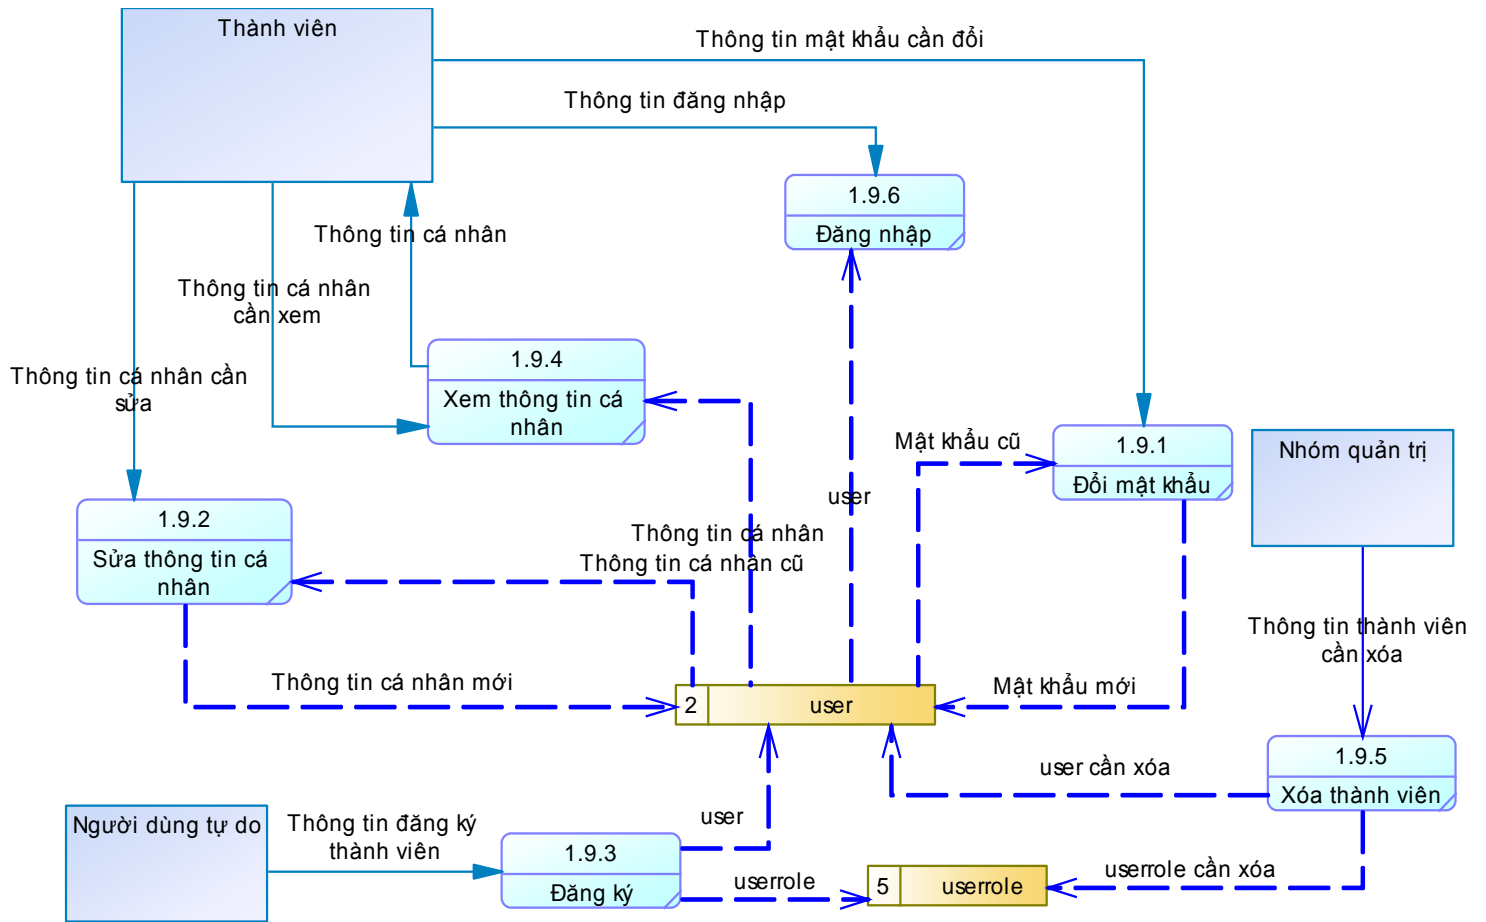 Thành viên
Thông tin mật khẩu cần đổi
Thông tin đăng nhập
1.9.6
Đăng nhập
Thông tin cá nhân
Thông tin cá nhân
cần xem
1.9.4
Xem thông tin cá
nhân
Thông tin cá nhân cần
sửa
Mật khẩu cũ
1.9.1
Đổi mật khẩu
Nhóm quản trị
user
1.9.2
Sửa thông tin cá
nhân
Thông tin cá nhân
Thông tin cá nhân cũ
Thông tin thành viên
cần xóa
Thông tin cá nhân mới
2
user
Mật khẩu mới
1.9.5
Xóa thành viên
user cần xóa
Người dùng tự do
Thông tin đăng ký
thành viên
user
1.9.3
Đăng ký
userrole
5
userrole
userrole cần xóa